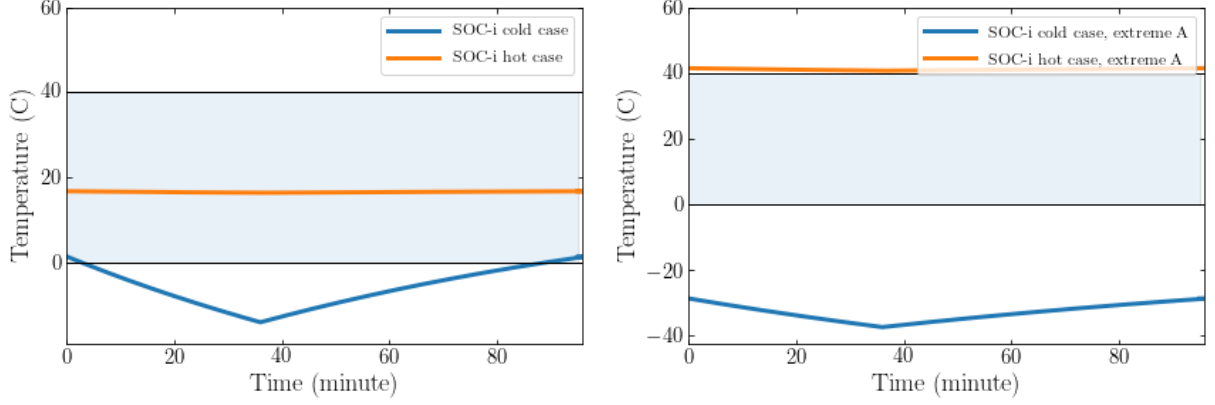 60
40
20
0
Temperature (C)
SOC-i cold case
SOC-i hot case
0
20
40
60
80
Time (minute)
60
40
20
0
−20
−40
Temperature (C)
SOC-i cold case, extreme A
SOC-i hot case, extreme A
0
20
40
60
80
Time (minute)